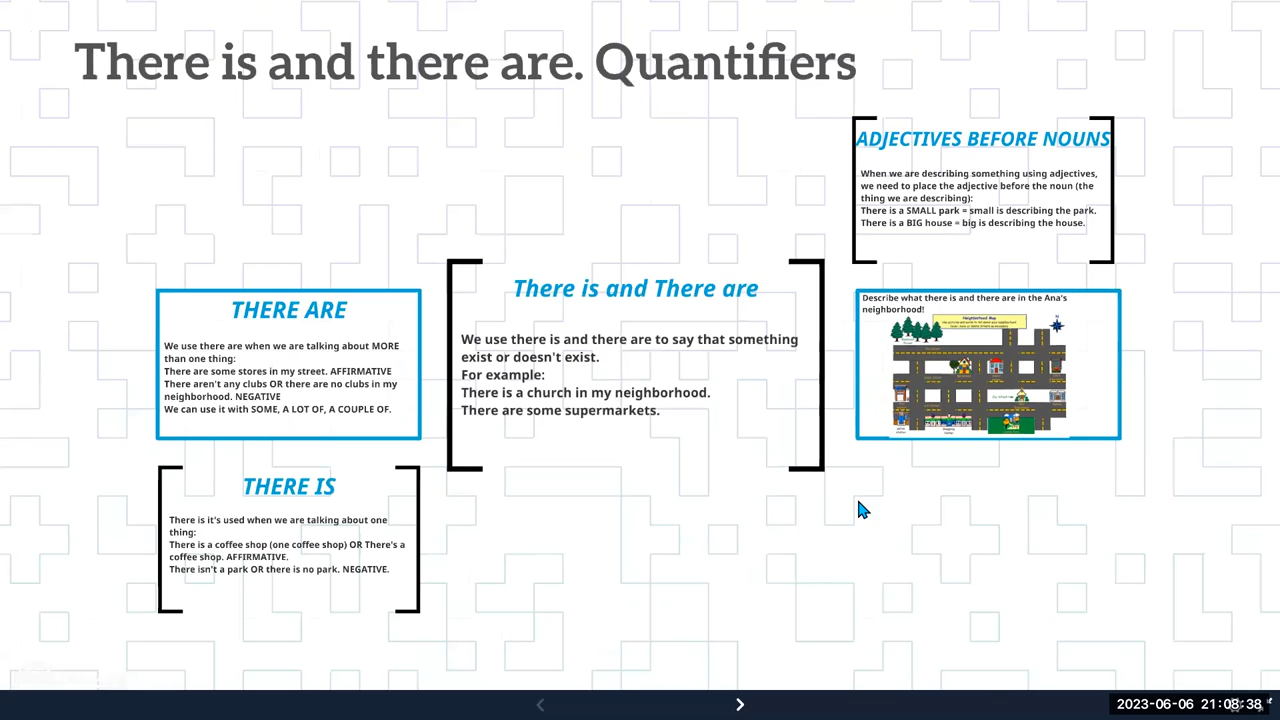 There is and there are. Quantifiers
ADJECTIVES BEFORE NOUNS
When we are describing something using adjectives,
we need to place the adjective before the noun (the
thing we are describing):
There is a SMALL park = small is describing the park.
There is a BIG house = big is describing the house.
There is and There are
We use there is and there are to say that something
exist or doesn't exist.
For example:
There is a church in my neighborhood.
There are some supermarkets.
THERE ARE
We use there are when we are talking about MORE
than one thing:
There are some stores in my street. AFFIRMATIVE
There aren't any clubs OR there are no clubs in my
neighborhood. NEGATIVE
We can use it with SOME, A LOT OF, A COUPLE OF.
Describe what there is and there are in the Ana's
neighborhood!
Neighborhood Map
N
THERE IS
There is it's used when we are talking about one
thing:
There is a coffee shop (one coffee shop) OR There's a
coffee shop. AFFIRMATIVE.
There isn't a park OR there is no park. NEGATIVE.
2023-06-06 21:08:38